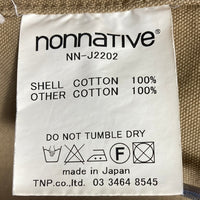 nonnative®
NN-J2202
SHELL COTTON 100%
OTHER COTTON 100%
DO NOT TUMBLE DRY
made in JAPAN
TNP.co,ltd. 03 3464 8545